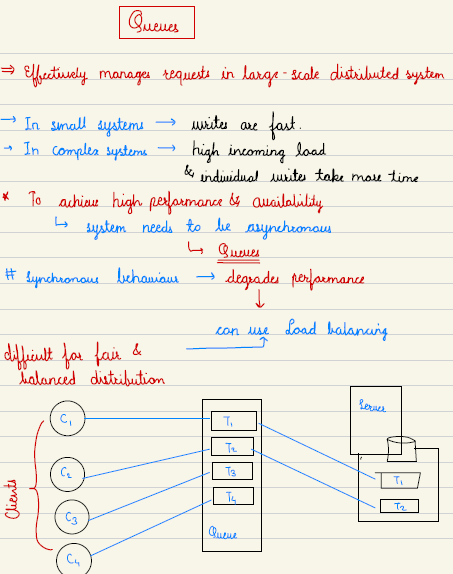 Queues
⇒ Effectively manages requests in large-scale distributed system
→ In small systems → writes are fast.
→ In complex systems → high incoming load
& individual writes take more time
* To achieve high performance & availability
↳ system needs to be asynchronous
↳ Queues
# Synchronous behaviour → degrades performance
↓
can use Load balancing
difficult for fair &
balanced distribution
Clients
C1
C2
C3
C4
T1
T2
T3
T4
Queue
Server
T1
T2